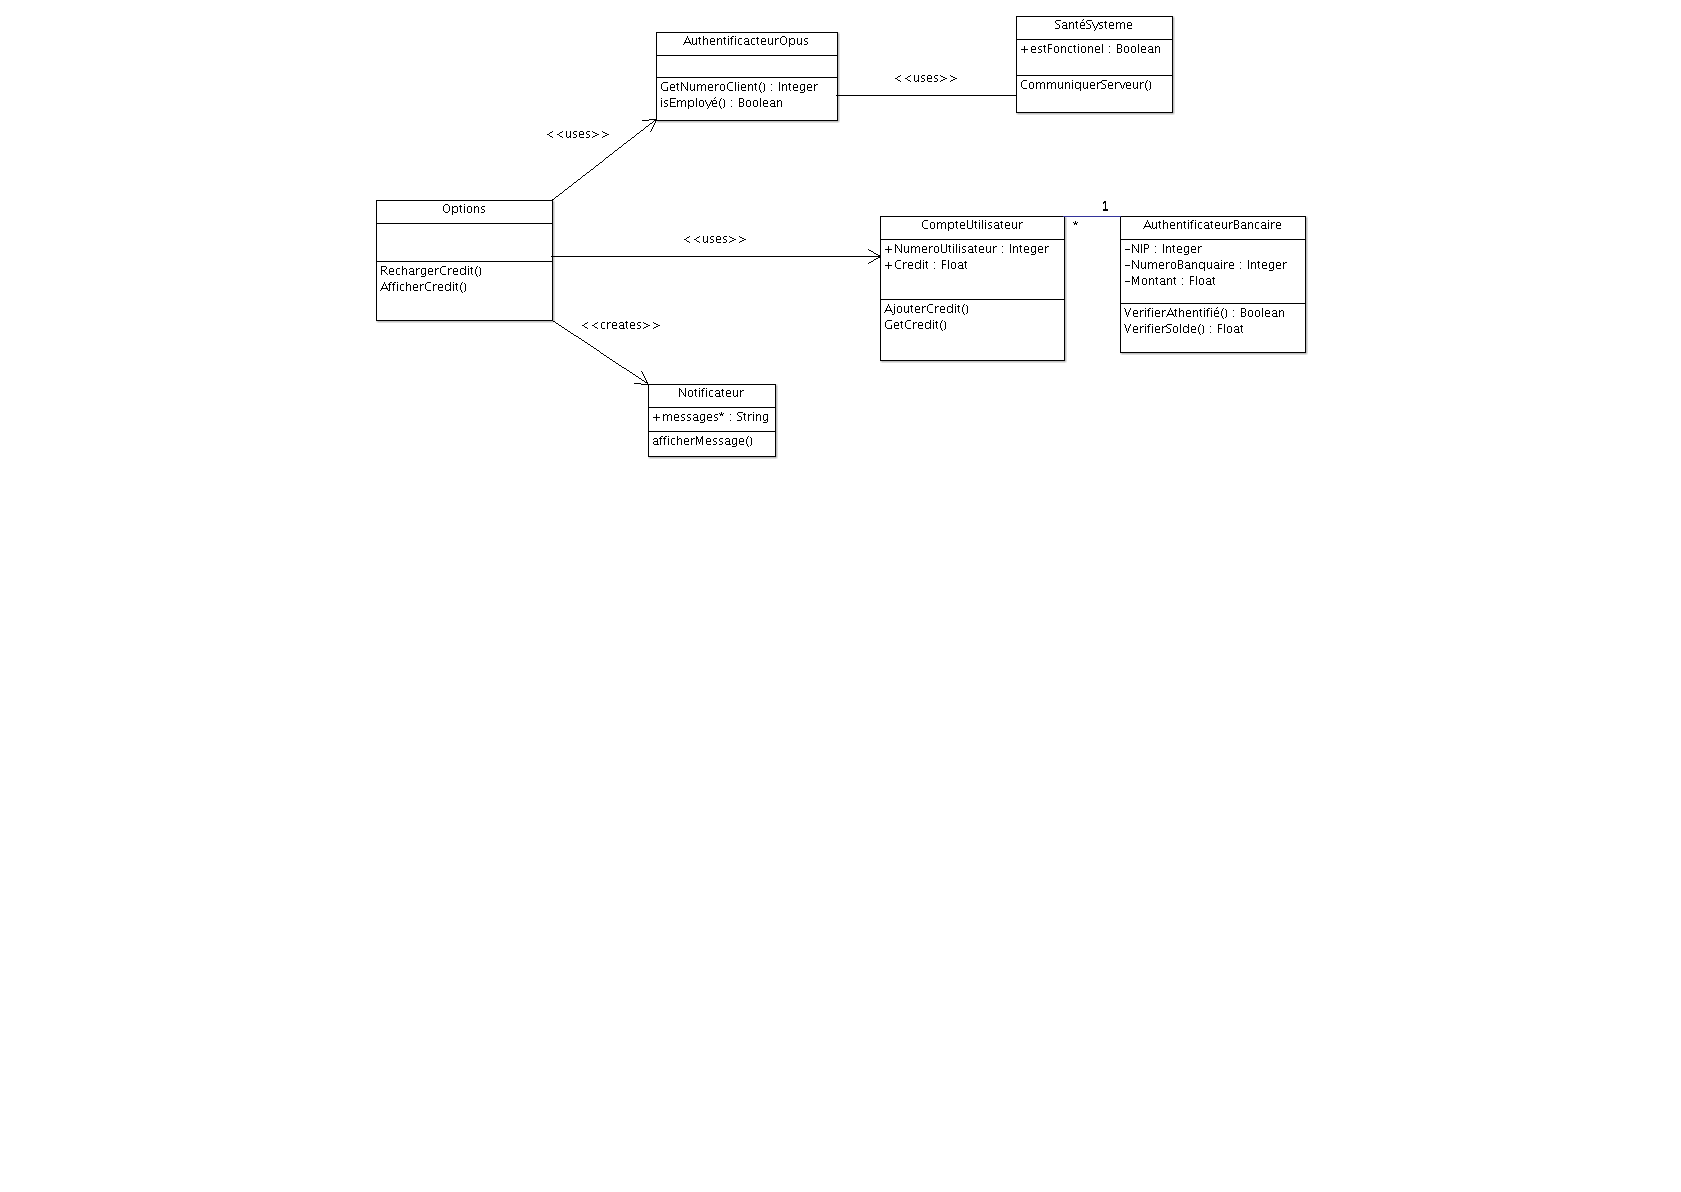 SantéSysteme
+estFonctionel : Boolean
CommuniquerServeur()
AuthentificacteurOpus
GetNumeroClient() : Integer
isEmployé() : Boolean
<<uses>>
<<uses>>
Options
RechargerCredit()
AfficherCredit()
<<uses>>
CompteUtilisateur
+NumeroUtilisateur : Integer
+Credit : Float
AjouterCredit()
GetCredit()
1
*
AuthentificateurBancaire
-NIP : Integer
-NumeroBanquaire : Integer
-Montant : Float
VerifierAthentifié() : Boolean
VerifierSolde() : Float
<<creates>>
Notificateur
+messages* : String
afficherMessage()